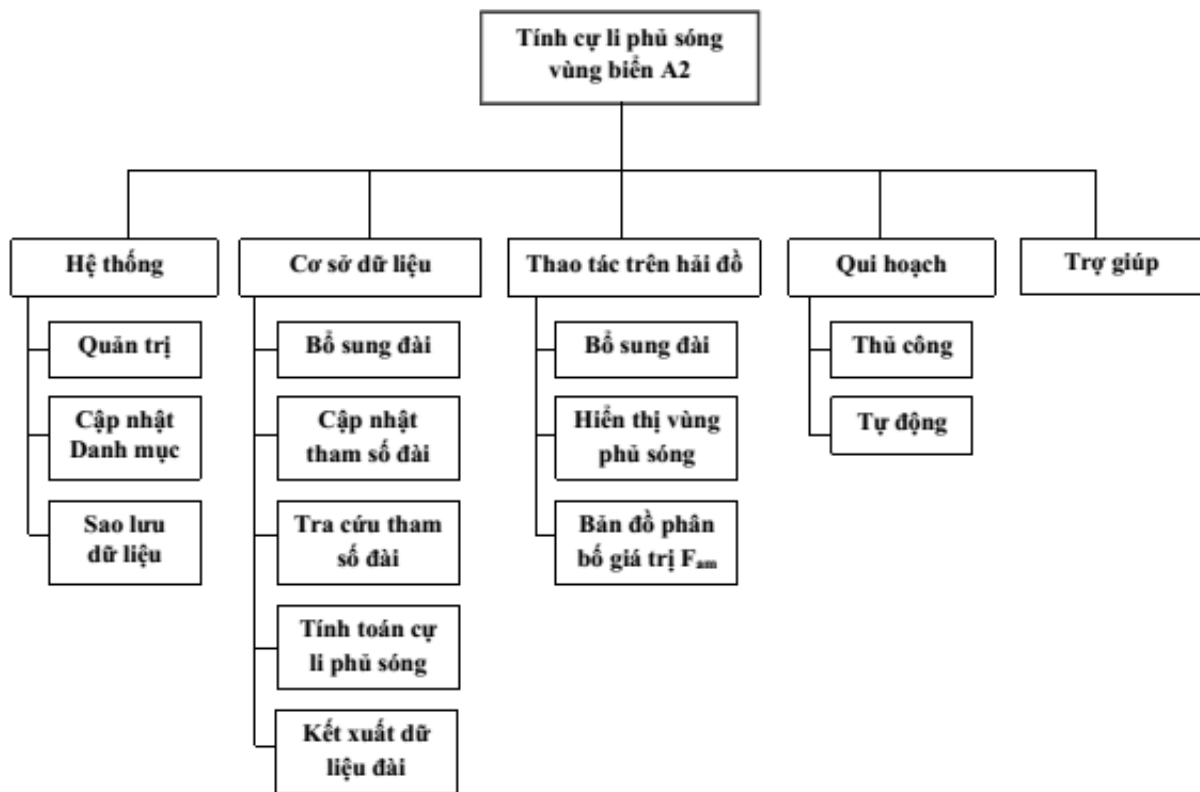 Tính cự li phủ sóng
vùng biển A2
Hệ thống
Quản trị
Cập nhật
Danh mục
Sao lưu
dữ liệu
Cơ sở dữ liệu
Bổ sung đài
Cập nhật
tham số đài
Tra cứu tham
số đài
Tính toán cự
li phủ sóng
Kết xuất dữ
liệu đài
Thao tác trên hải đồ
Bổ sung đài
Hiển thị vùng
phủ sóng
Bản đồ phân
bố giá trị Fam
Qui hoạch
Thủ công
Tự động
Trợ giúp